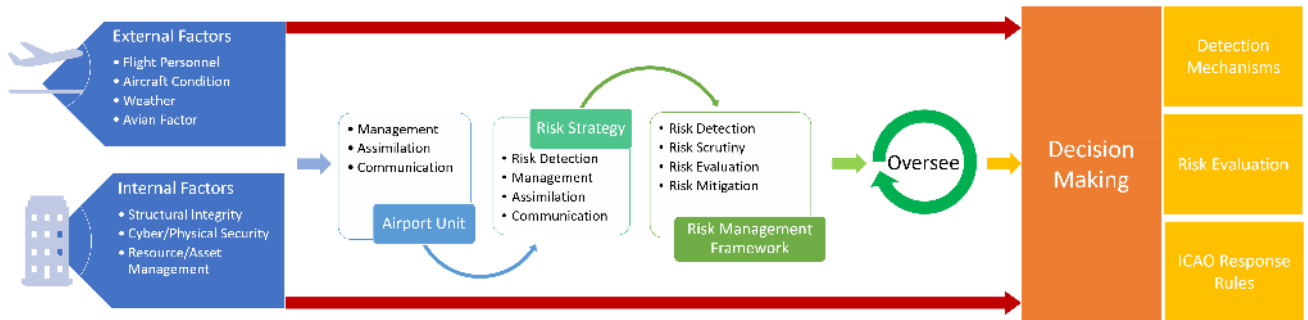 External Factors
• Flight Personnel
• Aircraft Condition
• Weather
• Avian Factor
Internal Factors
• Structural Integrity
• Cyber/Physical Security
• Resource/Asset
Management
• Management
• Assimilation
• Communication
Airport Unit
Risk Strategy
• Risk Detection
• Management
• Assimilation
• Communication
• Risk Detection
• Risk Scrutiny
• Risk Evaluation
• Risk Mitigation
Risk Management
Framework
Oversee
Decision
Making
Detection
Mechanisms
Risk Evaluation
ICAO Response
Rules